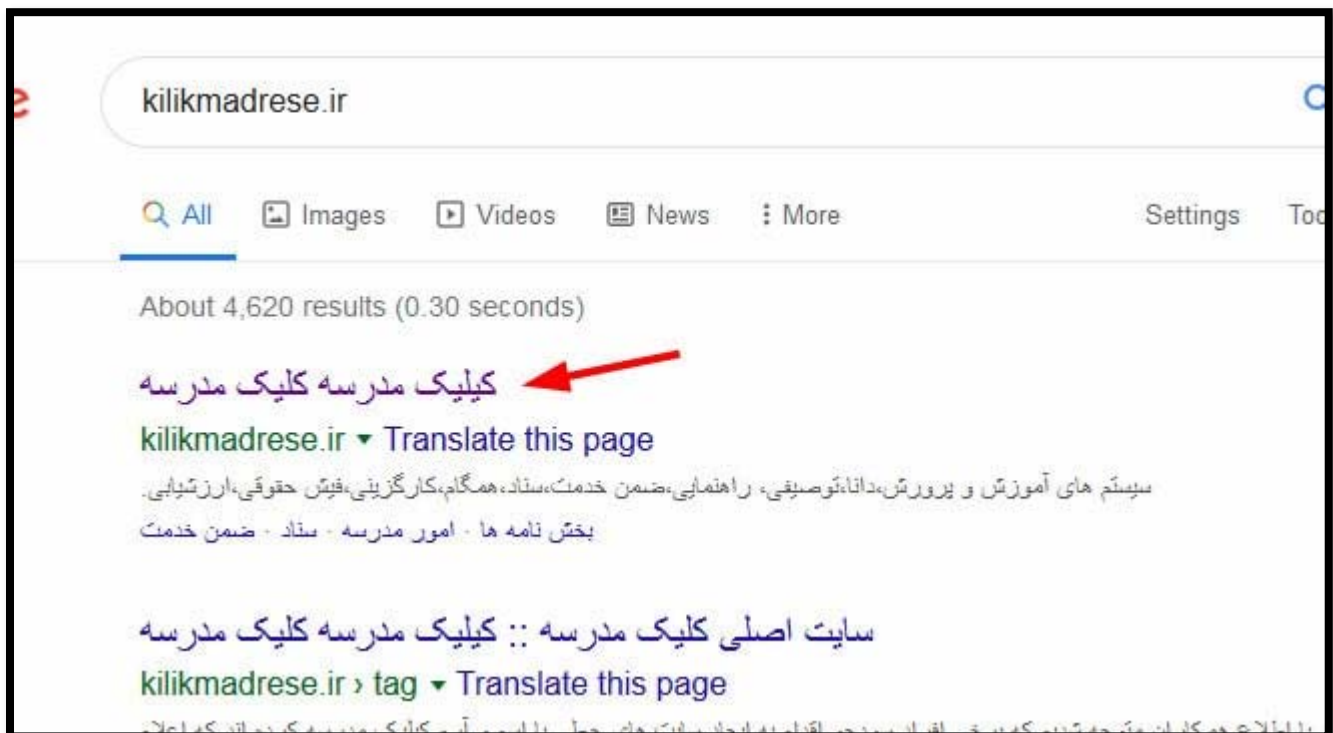 e
kilikmadrese.ir
All Images Videos News More Settings Too
About 4,620 results (0.30 seconds)
کیلیک مدرسه کلیک مدرسه
kilikmadrese.ir ▾ Translate this page
سیستم های آموزش و پرورش،دانا،توصیفی، راهنمایی،ضمن خدمت،سناد،همگام،کارگزینی،فیش حقوقی،ارزشیابی.
بخش نامه ها · امور مدرسه · سناد · ضمن خدمت
سایت اصلی کلیک مدرسه :: کیلیک مدرسه کلیک مدرسه
kilikmadrese.ir › tag ▾ Translate this page